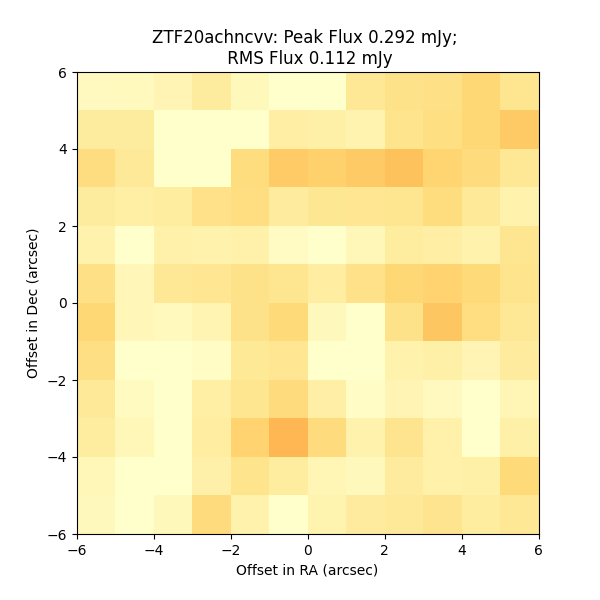 ZTF20achncvv: Peak Flux 0.292 mJy;
RMS Flux 0.112 mJy
6
4
2
0
−2
−4
−6
Offset in Dec (arcsec)
−6 −4 −2 0 2 4 6
Offset in RA (arcsec)